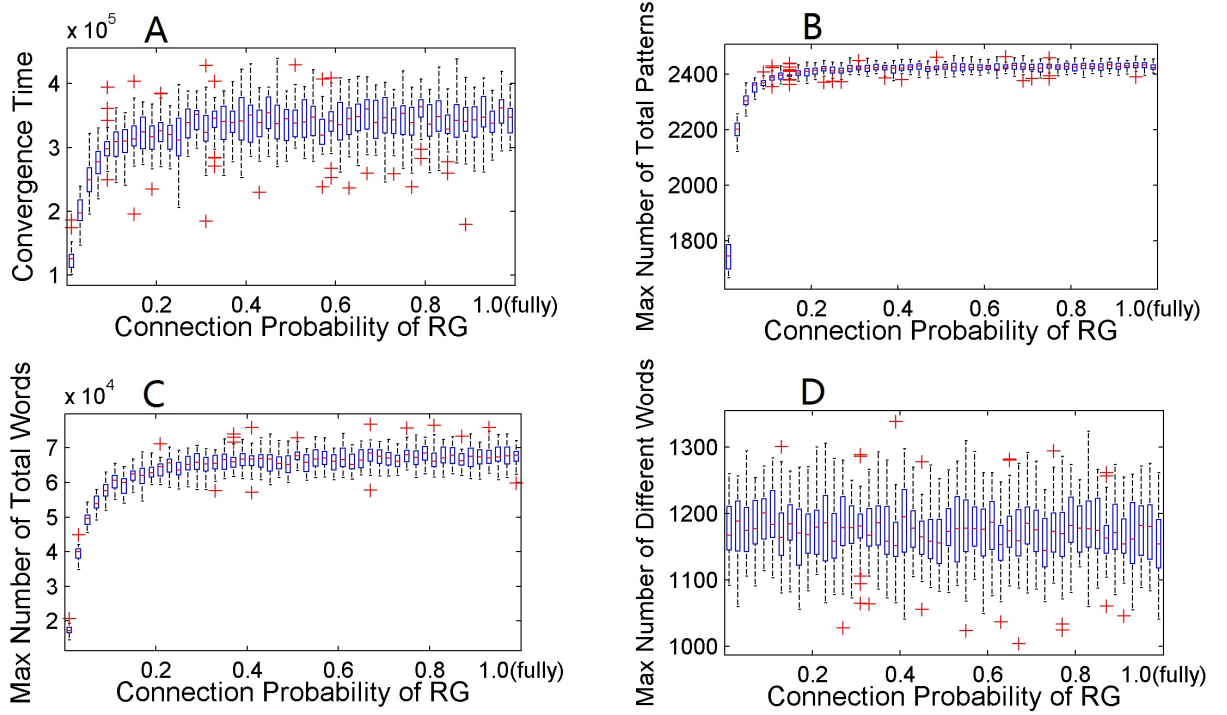 A
x 10^5
Convergence Time
4
3
2
1
0.2 0.4 0.6 0.8 1.0(fully)
Connection Probability of RG
B
Max Number of Total Patterns
2400
2200
2000
1800
0.2 0.4 0.6 0.8 1.0(fully)
Connection Probability of RG
C
x 10^4
Max Number of Total Words
7
6
5
4
3
2
0.2 0.4 0.6 0.8 1.0(fully)
Connection Probability of RG
D
Max Number of Different Words
1300
1200
1100
1000
0.2 0.4 0.6 0.8 1.0(fully)
Connection Probability of RG